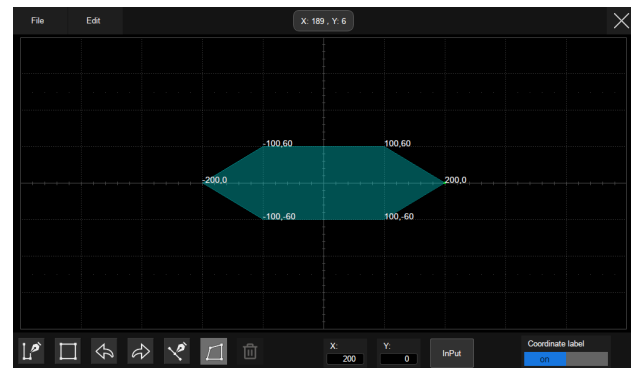 File Edit X: 189 , Y: 6
-100,60 100,60
-200,0 200,0
-100,-60 100,-60
X: Y: Coordinate label
200 0 InPut on